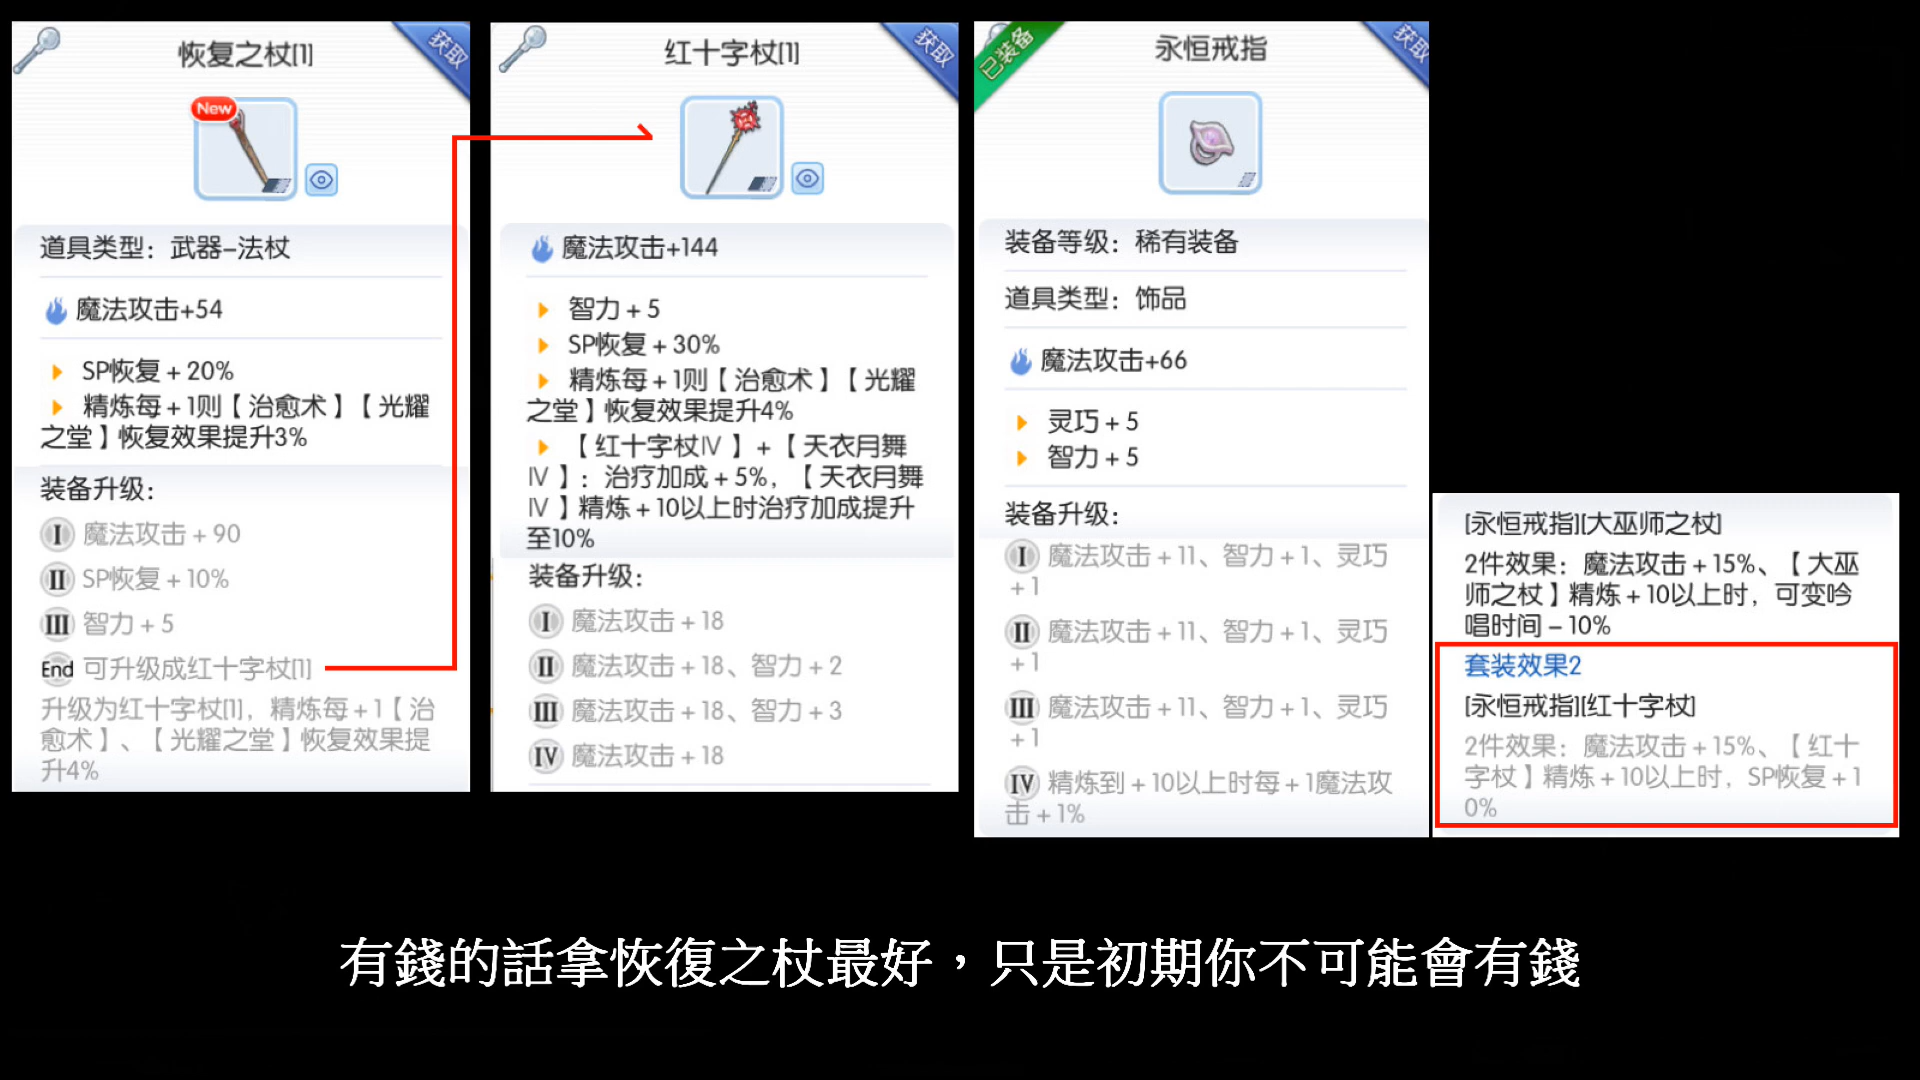 恢复之杖[1]
获取
New
道具类型：武器-法杖
魔法攻击+54
SP恢复+20%
精炼每+1则【治愈术】【光耀
之堂】恢复效果提升3%
装备升级：
I 魔法攻击+90
II SP恢复+10%
III 智力+5
End 可升级成红十字杖[1]
升级为红十字杖[1]，精炼每+1【治
愈术】、【光耀之堂】恢复效果提
升4%
红十字杖[1]
获取
魔法攻击+144
智力+5
SP恢复+30%
精炼每+1则【治愈术】【光耀
之堂】恢复效果提升4%
【红十字杖IV】+【天衣月舞
IV】：治疗加成+5%，【天衣月舞
IV】精炼+10以上时治疗加成提升
至10%
装备升级：
I 魔法攻击+18
II 魔法攻击+18、智力+2
III 魔法攻击+18、智力+3
IV 魔法攻击+18
已装备
永恒戒指
获取
装备等级：稀有装备
道具类型：饰品
魔法攻击+66
灵巧+5
智力+5
装备升级：
I 魔法攻击+11、智力+1、灵巧
+1
II 魔法攻击+11、智力+1、灵巧
+1
III 魔法攻击+11、智力+1、灵巧
+1
IV 精炼到+10以上时每+1魔法攻
击+1%
[永恒戒指][大巫师之杖]
2件效果：魔法攻击+15%、【大巫
师之杖】精炼+10以上时，可变吟
唱时间-10%
套装效果2
[永恒戒指][红十字杖]
2件效果：魔法攻击+15%、【红十
字杖】精炼+10以上时，SP恢复+1
0%
有錢的話拿恢復之杖最好，只是初期你不可能會有錢